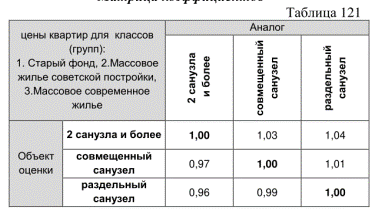 Таблица 121
цены квартир для классов
(групп):
1. Старый фонд, 2.Массовое
жилье советской постройки,
3.Массовое современное
жилье
Аналог
2 санузла
и более
совмещенный
санузел
раздельный
санузел
Объект
оценки
2 санузла и более
1,00 1,03 1,04
совмещенный
санузел
0,97 1,00 1,01
раздельный
санузел
0,96 0,99 1,00